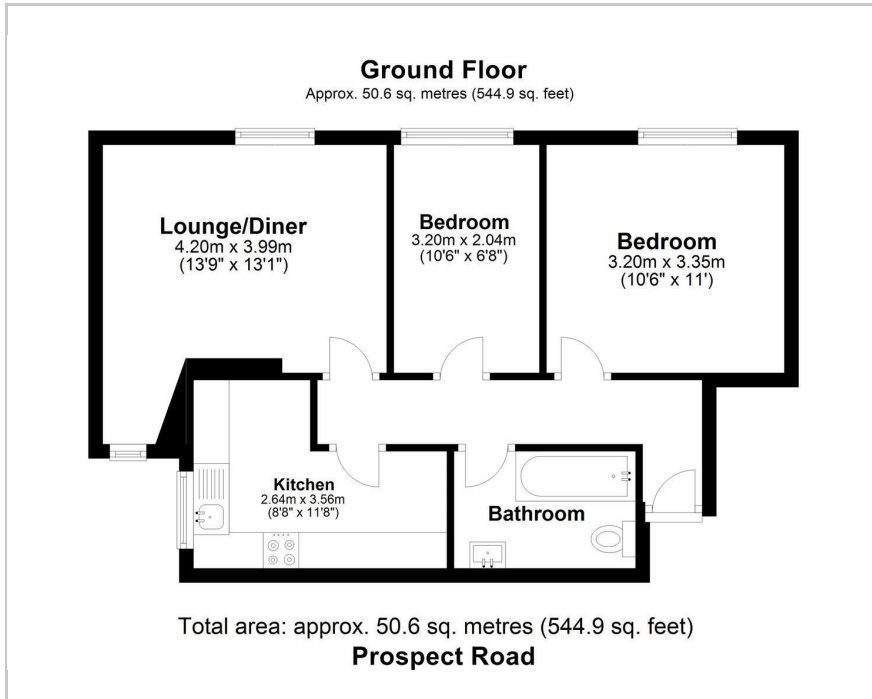 Ground Floor
Approx. 50.6 sq. metres (544.9 sq. feet)
Lounge/Diner
4.20m x 3.99m
(13'9" x 13'1")
Bedroom
3.20m x 2.04m
(10'6" x 6'8")
Bedroom
3.20m x 3.35m
(10'6" x 11')
Kitchen
2.64m x 3.56m
(8'8" x 11'8")
Bathroom
Total area: approx. 50.6 sq. metres (544.9 sq. feet)
Prospect Road